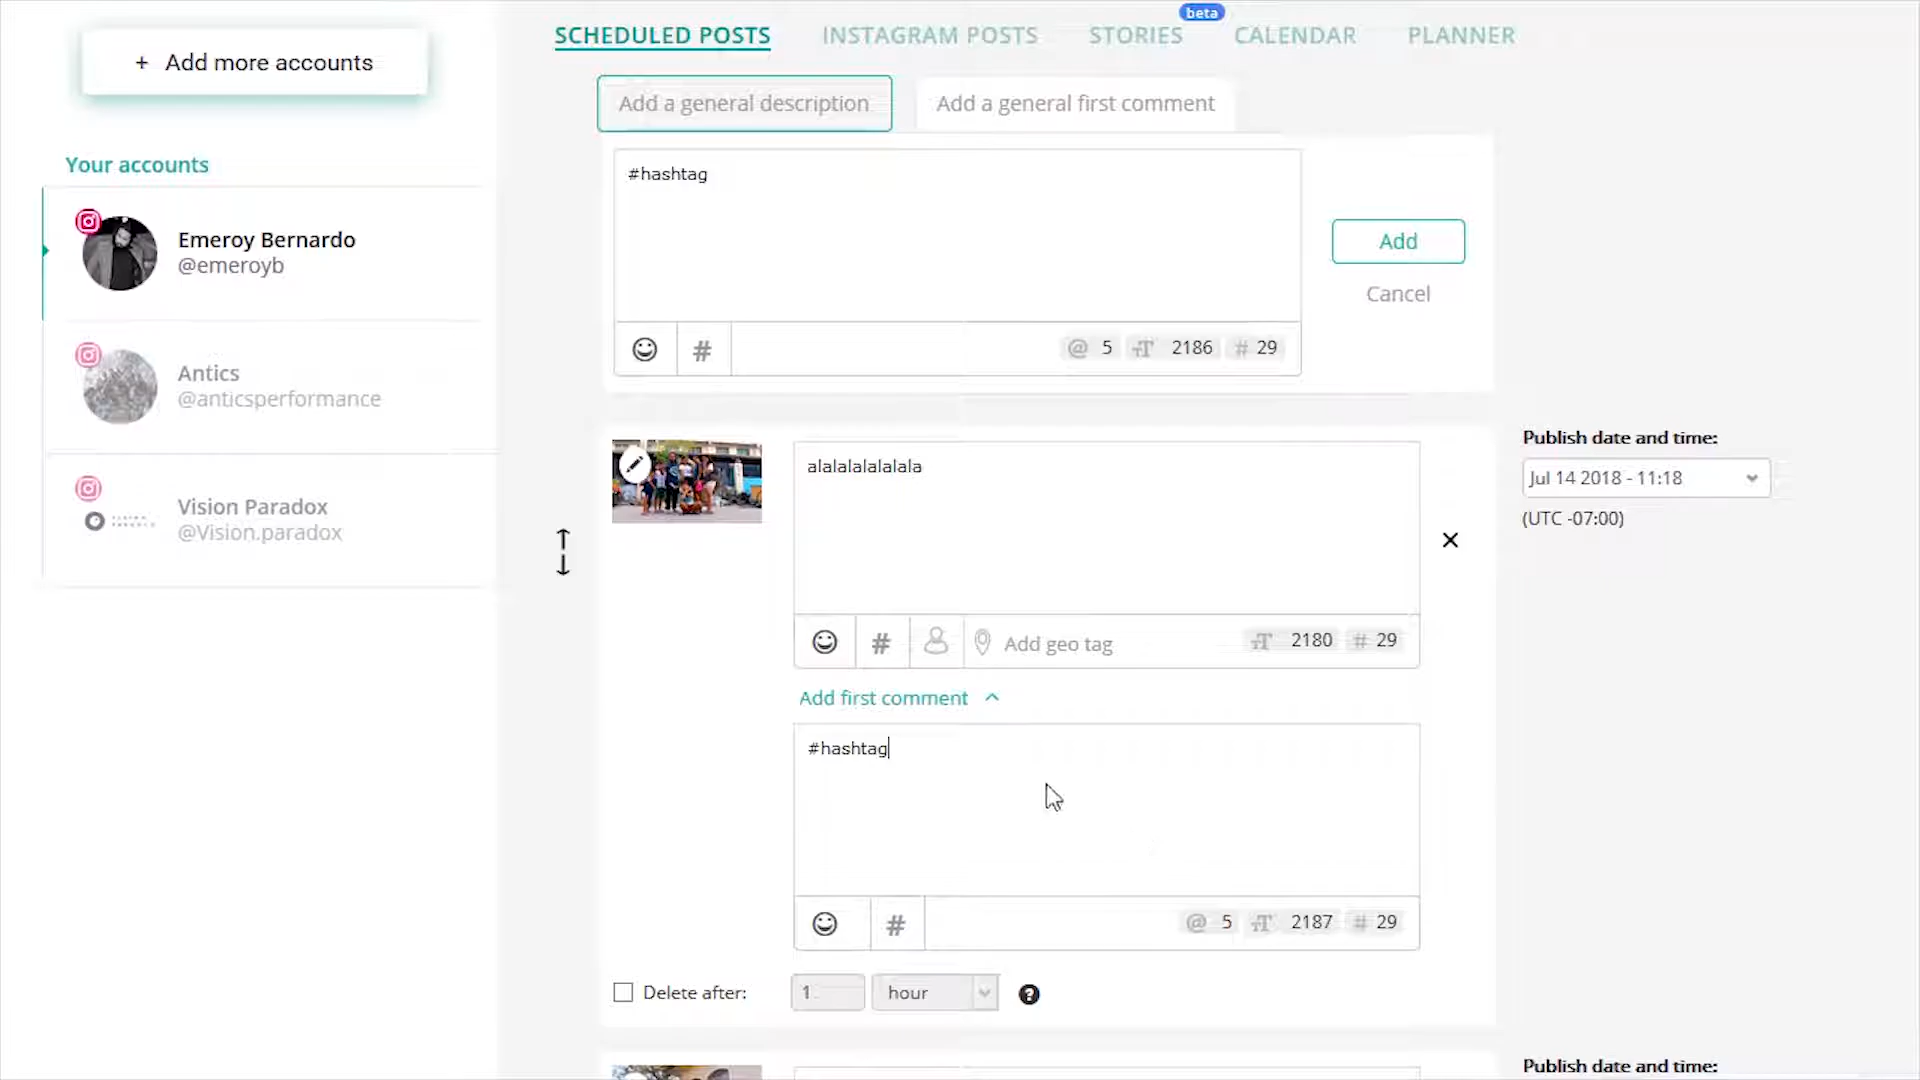 + Add more accounts
Your accounts
Emeroy Bernardo
@emeroyb
Antics
@anticsperformance
Vision Paradox
@Vision.paradox
beta
SCHEDULED POSTS INSTAGRAM POSTS STORIES CALENDAR PLANNER
Add a general description Add a general first comment
#hashtag
Add
Cancel
# @ 5 TT 2186 # 29
alalalalalalala
# Add geo tag TT 2180 # 29
Add first comment
#hashtag
# @ 5 TT 2187 # 29
Delete after: 1 hour ?
Publish date and time:
Jul 14 2018 - 11:18
(UTC -07:00)
Publish date and time: